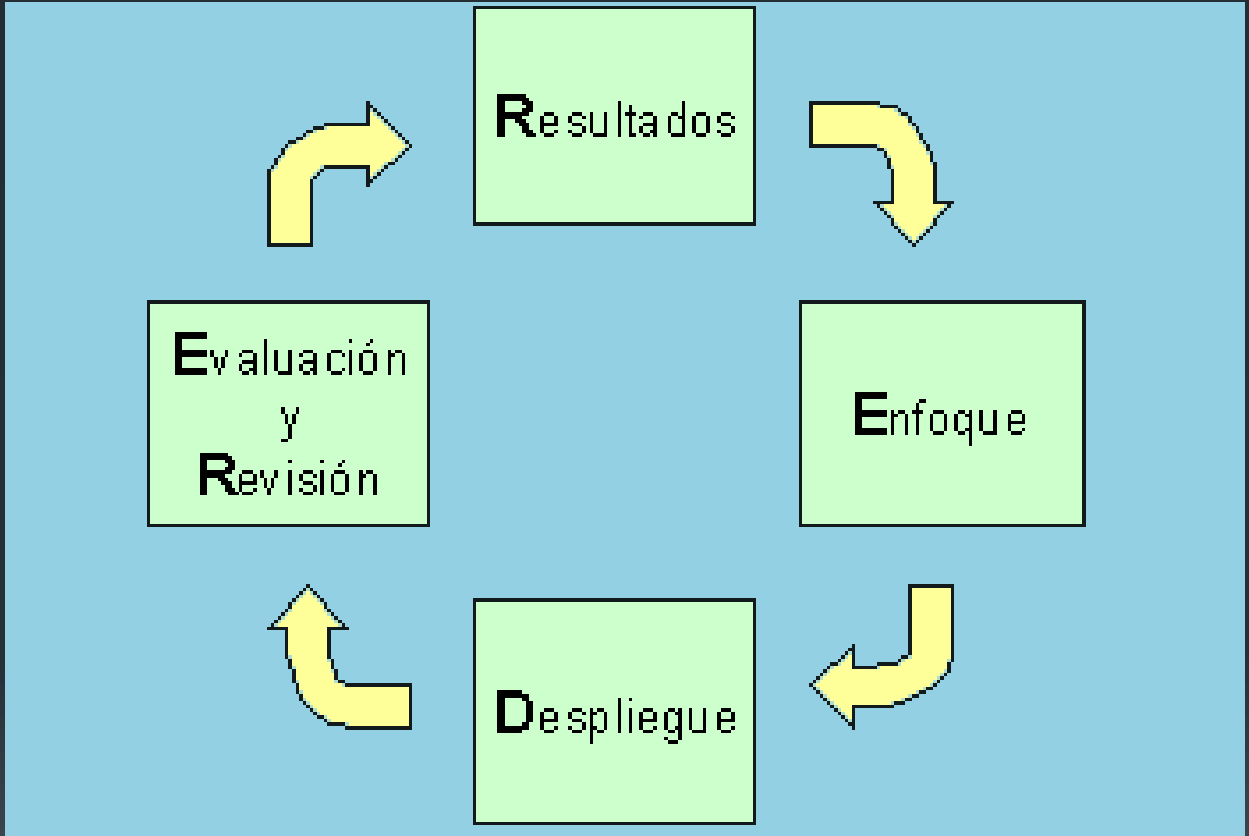 Resultados
Enfoque
Despliegue
Evaluación
y
Revisión